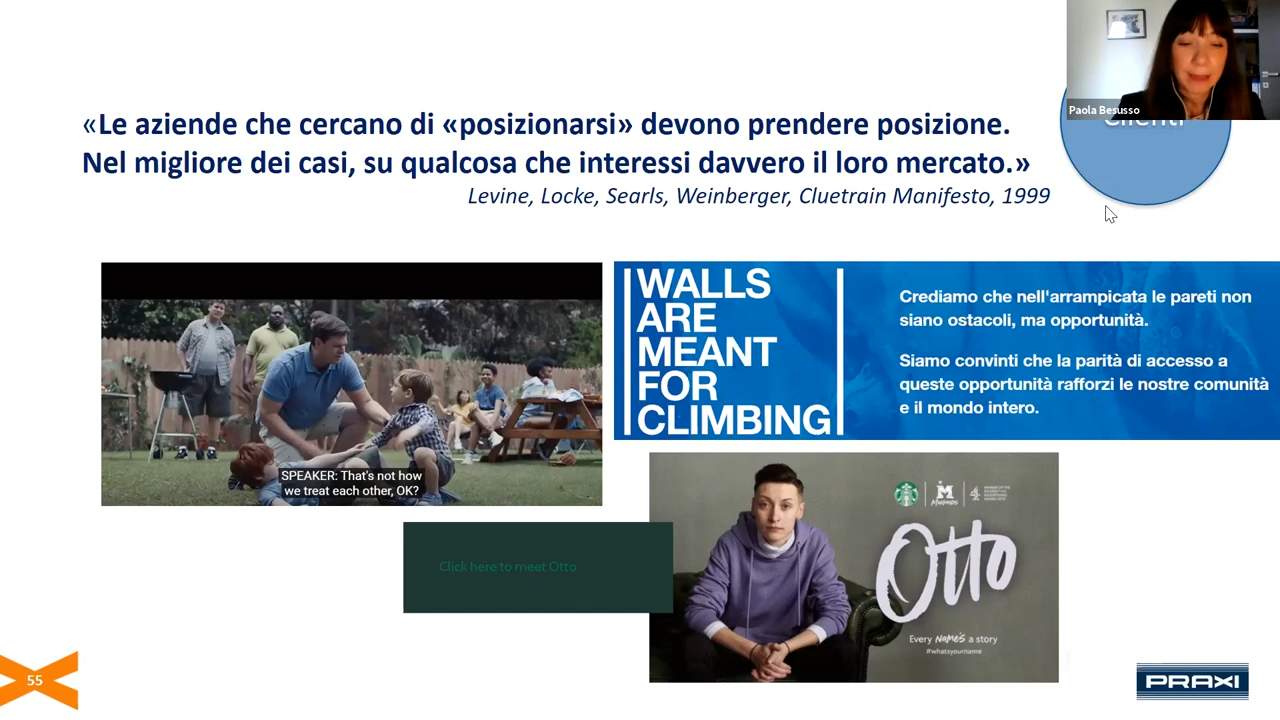 Paola Besusso
Clienti
«Le aziende che cercano di «posizionarsi» devono prendere posizione.
Nel migliore dei casi, su qualcosa che interessi davvero il loro mercato.»
Levine, Locke, Searls, Weinberger, Cluetrain Manifesto, 1999
SPEAKER: That's not how
we treat each other, OK?
WALLS
ARE
MEANT
FOR
CLIMBING
Crediamo che nell'arrampicata le pareti non
siano ostacoli, ma opportunità.
Siamo convinti che la parità di accesso a
queste opportunità rafforzi le nostre comunità
e il mondo intero.
Click here to meet Otto
Otto
Every name's a story
#whatsyourname
55
PRAXI